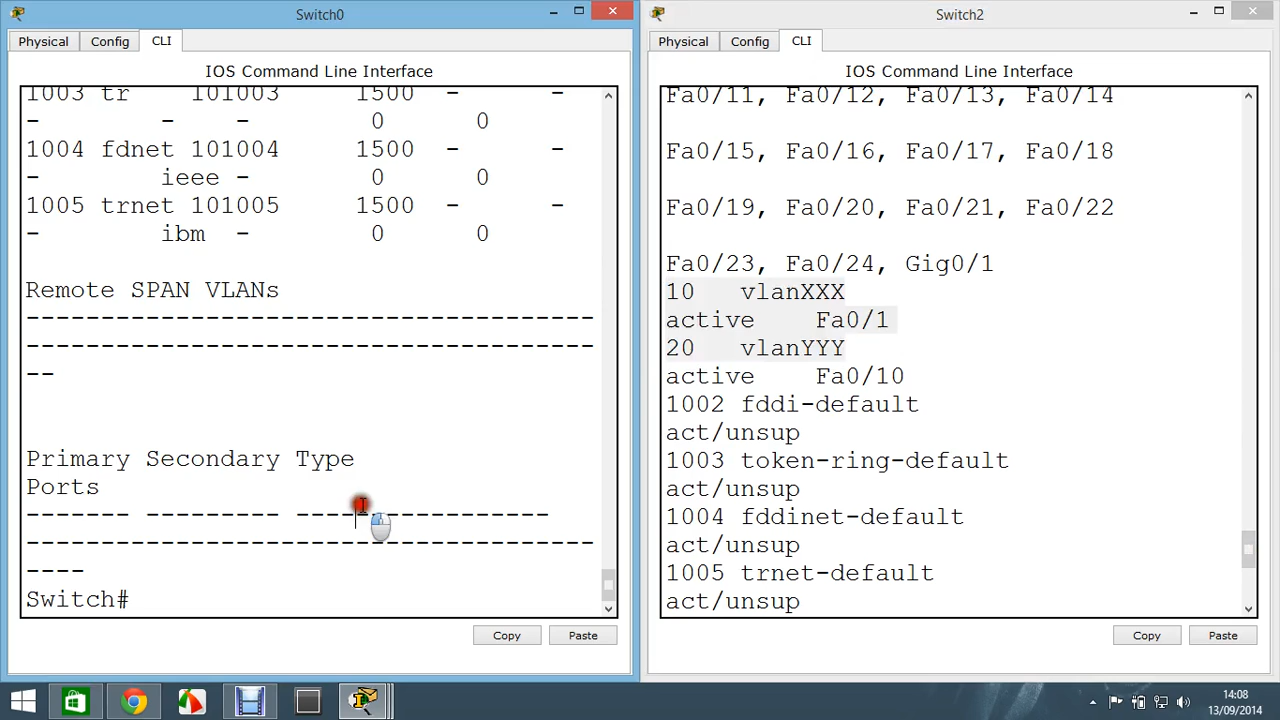 Switch0
Physical Config CLI
IOS Command Line Interface
1003 tr 101003 1500 - -
- - - 0 0
1004 fdnet 101004 1500 - -
- ieee - 0 0
1005 trnet 101005 1500 - -
- ibm - 0 0
Remote SPAN VLANs
--------------------------------------
--------------------------------------
--
Primary Secondary Type
Ports
------- --------- -----------------
--------------------------------------
----
Switch#
Copy Paste
Switch2
Physical Config CLI
IOS Command Line Interface
Fa0/11, Fa0/12, Fa0/13, Fa0/14
Fa0/15, Fa0/16, Fa0/17, Fa0/18
Fa0/19, Fa0/20, Fa0/21, Fa0/22
Fa0/23, Fa0/24, Gig0/1
10 vlanXXX
active Fa0/1
20 vlanYYY
active Fa0/10
1002 fddi-default
act/unsup
1003 token-ring-default
act/unsup
1004 fddinet-default
act/unsup
1005 trnet-default
act/unsup
Copy Paste
14:08
13/09/2014